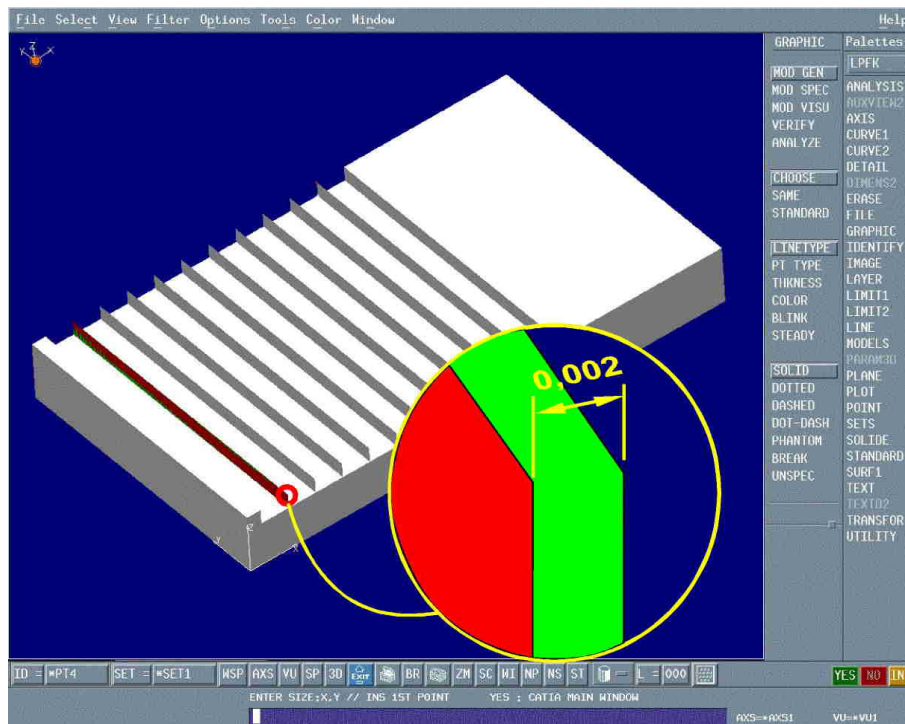 File Select View Filter Options Tools Color Window Help
Z
Y X
GRAPHIC
MOD GEN
MOD SPEC
MOD VISU
VERIFY
ANALYZE
CHOOSE
SAME
STANDARD
LINETYPE
PT TYPE
THKNESS
COLOR
BLINK
STEADY
SOLID
DOTTED
DASHED
DOT-DASH
PHANTOM
BREAK
UNSPEC
Palettes
LPFK
ANALYSIS
AUXVIEW2
AXIS
CURVE1
CURVE2
DETAIL
DIMENS2
ERASE
FILE
GRAPHIC
IDENTIFY
IMAGE
LAYER
LIMIT1
LIMIT2
LINE
MODELS
PARAM3D
PLANE
PLOT
POINT
SETS
SOLIDE
STANDARD
SURF1
TEXT
TEXTD2
TRANSFOR
UTILITY
0,002
Z
Y X
ID = *PT4 SET = *SET1 WSP AXS VU SP 3D EXIT BR ZM SC WI NP NS ST L = 000 YES NO IN
ENTER SIZE:X,Y // INS 1ST POINT YES : CATIA MAIN WINDOW
AXS=*AXS1 VU=*VU1